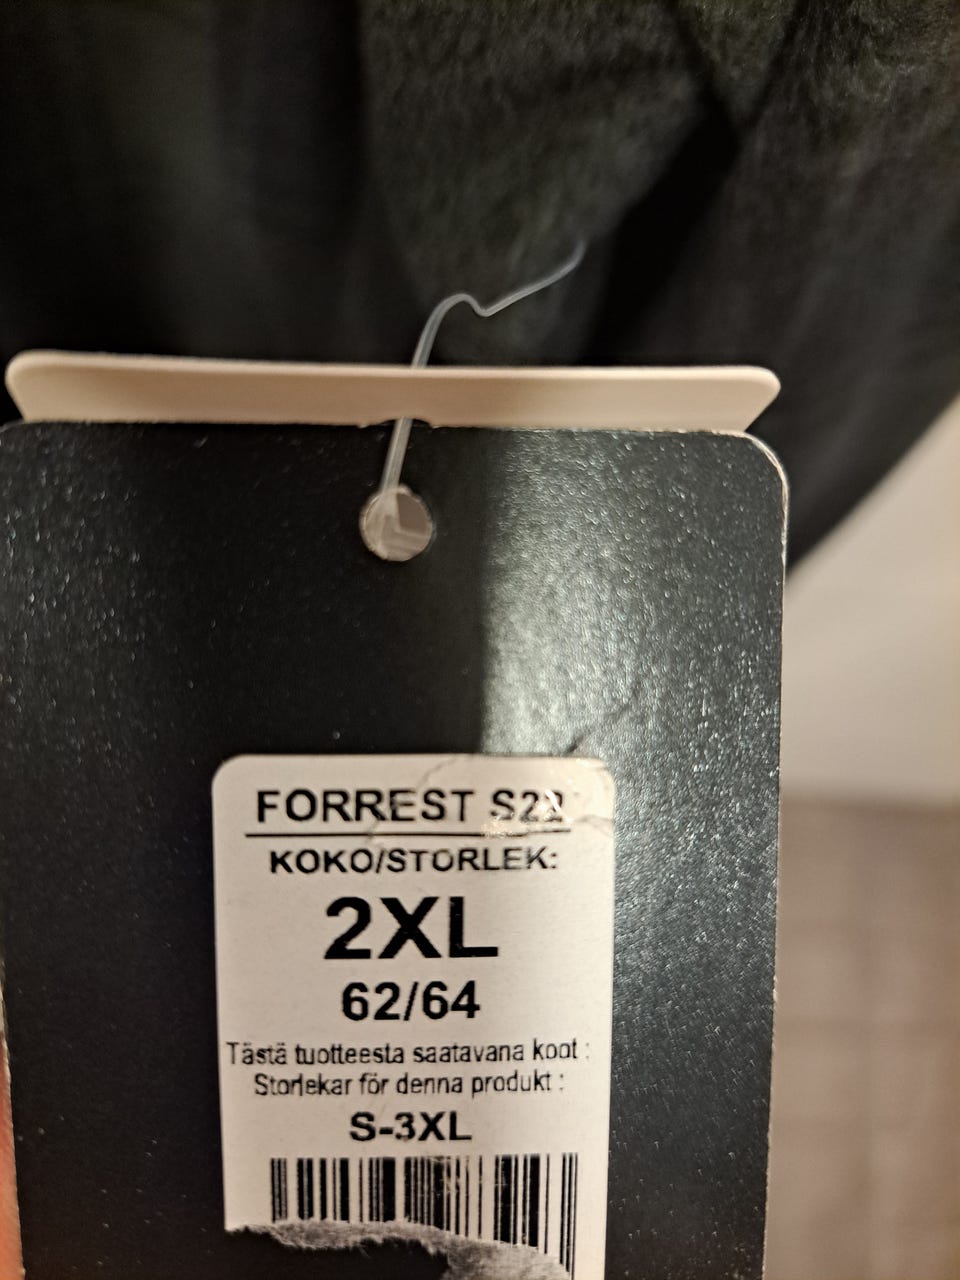 FORREST S22
KOKO/STORLEK:
2XL
62/64
Tästä tuotteesta saatavana koot :
Storlekar för denna produkt :
S-3XL